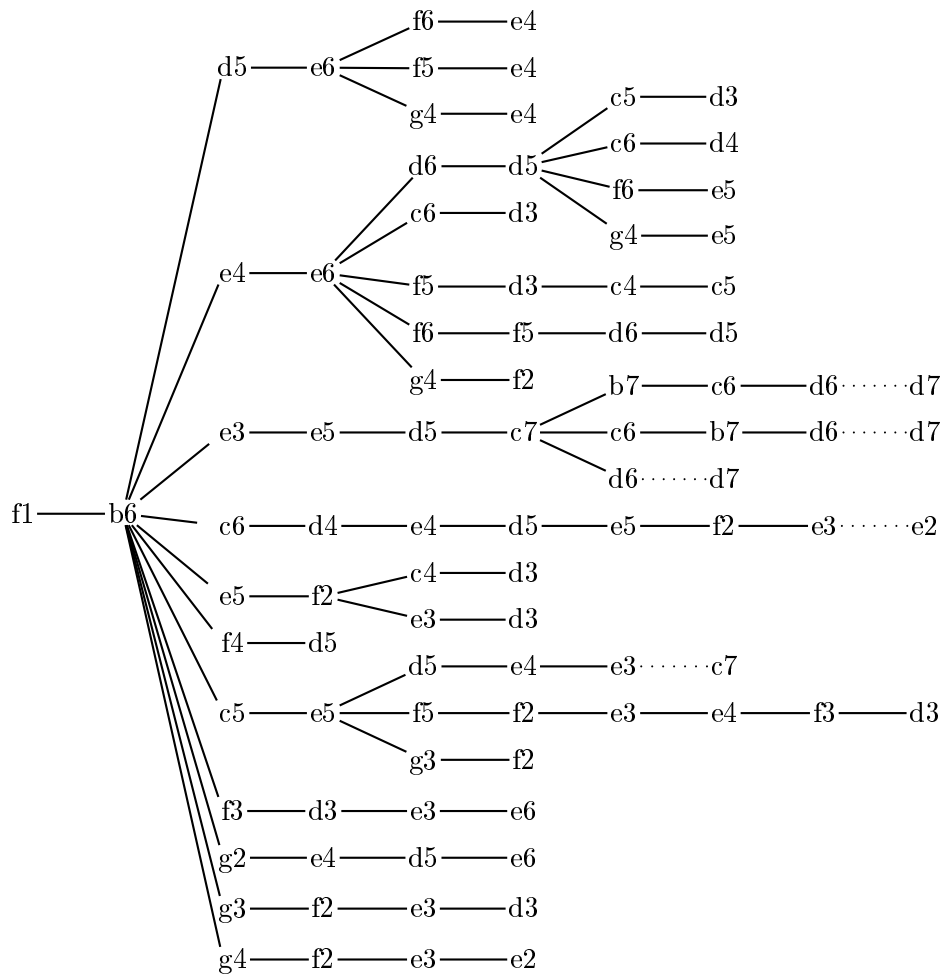 f6 e4
d5 e6 f5 e4
g4 e4
c5 d3
c6 d4
d6 d5
f6 e5
c6 d3
g4 e5
e4 e6
f5 d3 c4 c5
f6 f5 d6 d5
g4 f2
b7 c6 d6 d7
e3 e5 d5 c7 c6 b7 d6 d7
d6 d7
f1 b6
c6 d4 e4 d5 e5 f2 e3 e2
c4 d3
e5 f2
e3 d3
f4 d5
d5 e4 e3 c7
c5 e5 f5 f2 e3 e4 f3 d3
g3 f2
f3 d3 e3 e6
g2 e4 d5 e6
g3 f2 e3 d3
g4 f2 e3 e2